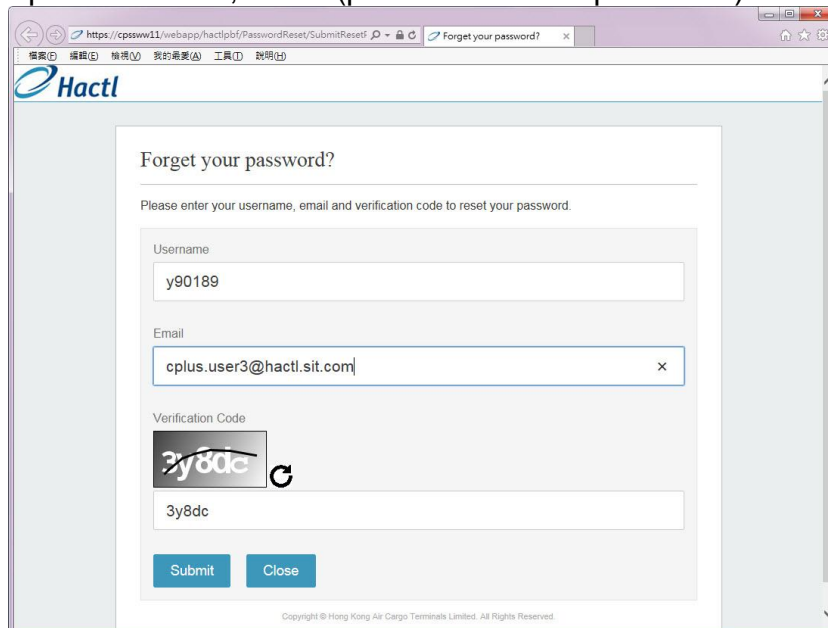 https://cpssww11/webapp/hactlpbf/PasswordReset/SubmitReset
Forget your password?
檔案(F) 編輯(E) 檢視(V) 我的最愛(A) 工具(T) 說明(H)
Hactl
Forget your password?
Please enter your username, email and verification code to reset your password.
Username
y90189
Email
cplus.user3@hactl.sit.com
Verification Code
3y8dc
3y8dc
Submit Close
Copyright © Hong Kong Air Cargo Terminals Limited. All Rights Reserved.